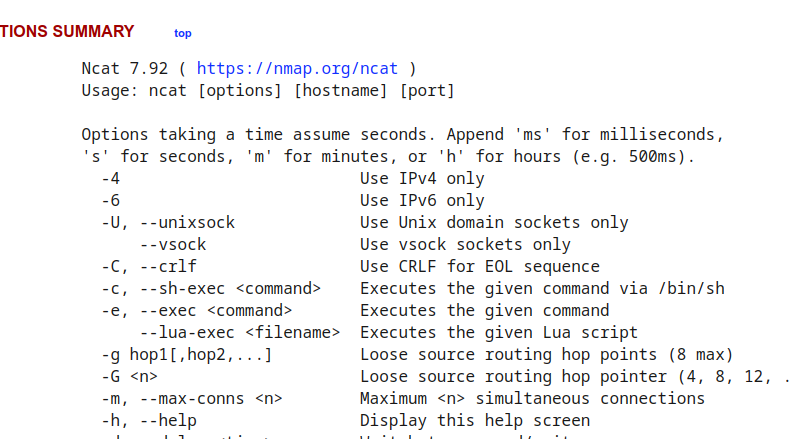 TIONS SUMMARY top
Ncat 7.92 ( https://nmap.org/ncat )
Usage: ncat [options] [hostname] [port]
Options taking a time assume seconds. Append 'ms' for milliseconds,
's' for seconds, 'm' for minutes, or 'h' for hours (e.g. 500ms).
-4 Use IPv4 only
-6 Use IPv6 only
-U, --unixsock Use Unix domain sockets only
--vsock Use vsock sockets only
-C, --crlf Use CRLF for EOL sequence
-c, --sh-exec <command> Executes the given command via /bin/sh
-e, --exec <command> Executes the given command
--lua-exec <filename> Executes the given Lua script
-g hop1[,hop2,...] Loose source routing hop points (8 max)
-G <n> Loose source routing hop pointer (4, 8, 12, .
-m, --max-conns <n> Maximum <n> simultaneous connections
-h, --help Display this help screen